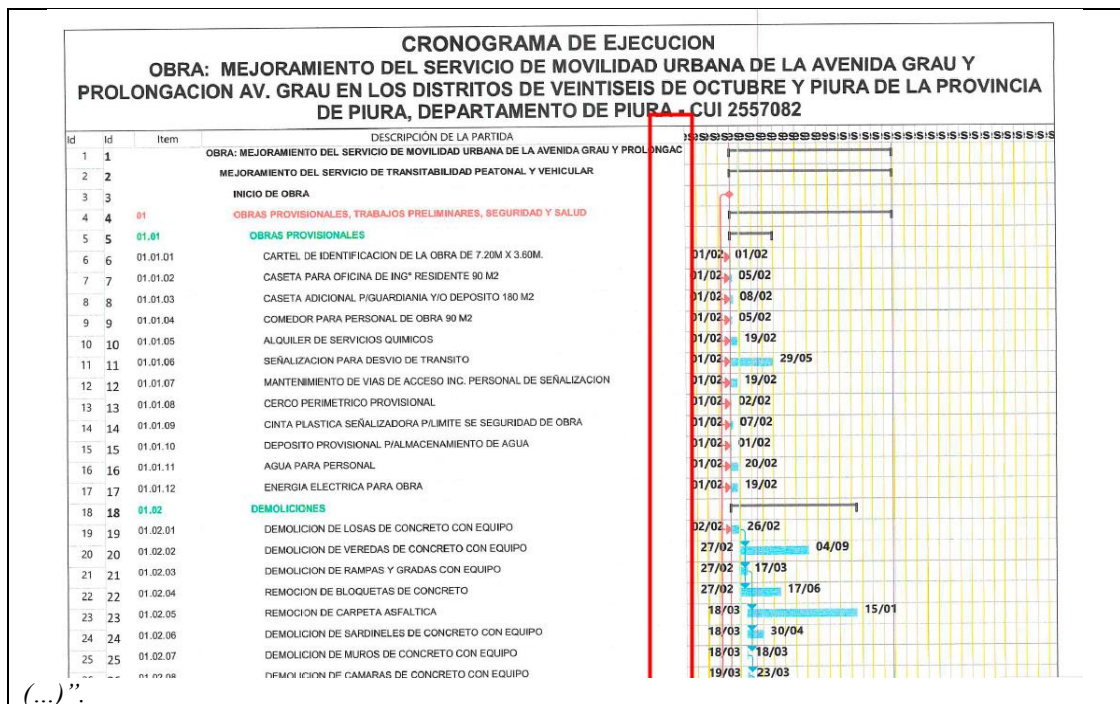 CRONOGRAMA DE EJECUCION
OBRA: MEJORAMIENTO DEL SERVICIO DE MOVILIDAD URBANA DE LA AVENIDA GRAU Y
PROLONGACION AV. GRAU EN LOS DISTRITOS DE VEINTISEIS DE OCTUBRE Y PIURA DE LA PROVINCIA
DE PIURA, DEPARTAMENTO DE PIURA - CUI 2557082
Id Id Item DESCRIPCIÓN DE LA PARTIDA
1 1 OBRA: MEJORAMIENTO DEL SERVICIO DE MOVILIDAD URBANA DE LA AVENIDA GRAU Y PROLONGAC
2 2 MEJORAMIENTO DEL SERVICIO DE TRANSITABILIDAD PEATONAL Y VEHICULAR
3 3 INICIO DE OBRA
4 4 01 OBRAS PROVISIONALES, TRABAJOS PRELIMINARES, SEGURIDAD Y SALUD
5 5 01.01 OBRAS PROVISIONALES
6 6 01.01.01 CARTEL DE IDENTIFICACION DE LA OBRA DE 7.20M X 3.60M. 01/02 01/02
7 7 01.01.02 CASETA PARA OFICINA DE ING° RESIDENTE 90 M2 01/02 05/02
8 8 01.01.03 CASETA ADICIONAL P/GUARDIANIA Y/O DEPOSITO 180 M2 01/02 08/02
9 9 01.01.04 COMEDOR PARA PERSONAL DE OBRA 90 M2 01/02 05/02
10 10 01.01.05 ALQUILER DE SERVICIOS QUIMICOS 01/02 19/02
11 11 01.01.06 SEÑALIZACION PARA DESVIO DE TRANSITO 01/02 29/05
12 12 01.01.07 MANTENIMIENTO DE VIAS DE ACCESO INC. PERSONAL DE SEÑALIZACION 01/02 19/02
13 13 01.01.08 CERCO PERIMETRICO PROVISIONAL 01/02 02/02
14 14 01.01.09 CINTA PLASTICA SEÑALIZADORA P/LIMITE SE SEGURIDAD DE OBRA 01/02 07/02
15 15 01.01.10 DEPOSITO PROVISIONAL P/ALMACENAMIENTO DE AGUA 01/02 01/02
16 16 01.01.11 AGUA PARA PERSONAL 01/02 20/02
17 17 01.01.12 ENERGIA ELECTRICA PARA OBRA 01/02 19/02
18 18 01.02 DEMOLICIONES
19 19 01.02.01 DEMOLICION DE LOSAS DE CONCRETO CON EQUIPO 02/02 26/02
20 20 01.02.02 DEMOLICION DE VEREDAS DE CONCRETO CON EQUIPO 27/02 04/09
21 21 01.02.03 DEMOLICION DE RAMPAS Y GRADAS CON EQUIPO 27/02 17/03
22 22 01.02.04 REMOCION DE BLOQUETAS DE CONCRETO 27/02 17/06
23 23 01.02.05 REMOCION DE CARPETA ASFALTICA 18/03 15/01
24 24 01.02.06 DEMOLICION DE SARDINELES DE CONCRETO CON EQUIPO 18/03 30/04
25 25 01.02.07 DEMOLICION DE MUROS DE CONCRETO CON EQUIPO 18/03 18/03
01.02.08 DEMOLICION DE CAMARAS DE CONCRETO CON EQUIPO 19/03 23/03
(...)”.